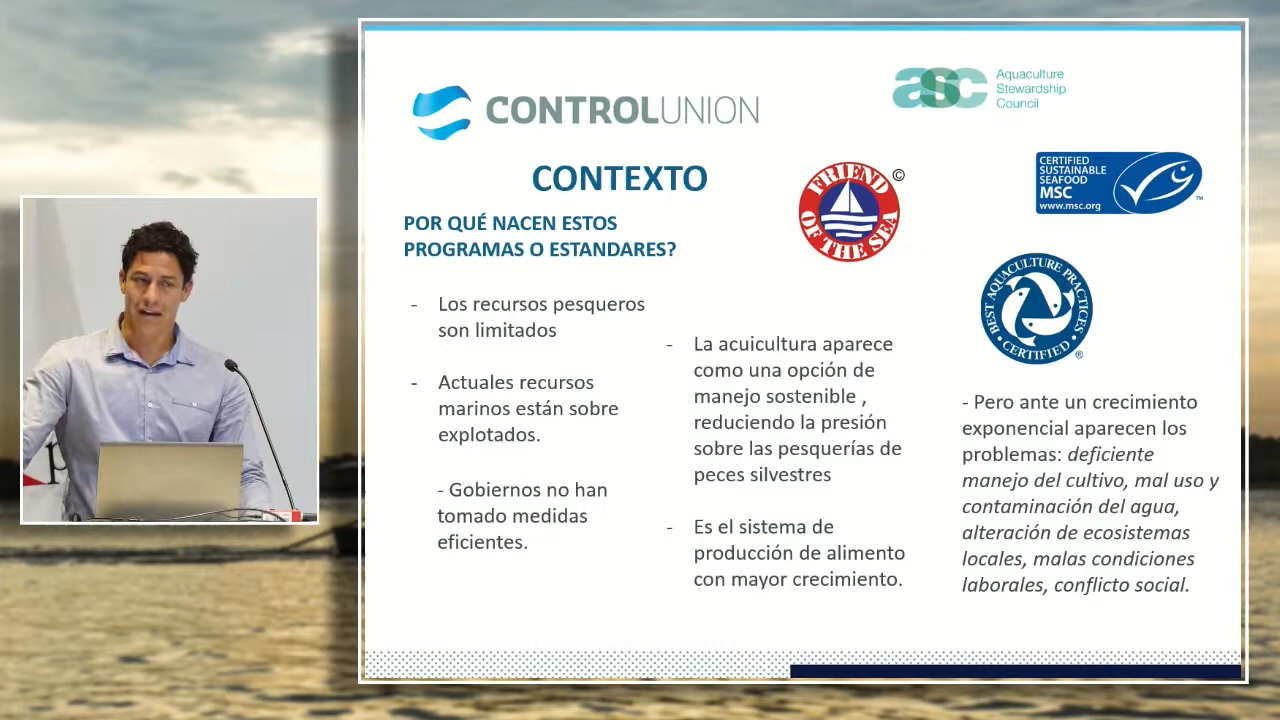 CONTROLUNION
asc Aquaculture
Stewardship
Council
CONTEXTO
FRIEND
OF THE SEA
©
CERTIFIED
SUSTAINABLE
SEAFOOD
MSC
www.msc.org
TM
POR QUÉ NACEN ESTOS
PROGRAMAS O ESTANDARES?
BEST AQUACULTURE PRACTICES
• CERTIFIED •
®
- Los recursos pesqueros
son limitados
- Actuales recursos
marinos están sobre
explotados.
- Gobiernos no han
tomado medidas
eficientes.
- La acuicultura aparece
como una opción de
manejo sostenible ,
reduciendo la presión
sobre las pesquerías de
peces silvestres
- Es el sistema de
producción de alimento
con mayor crecimiento.
- Pero ante un crecimiento
exponencial aparecen los
problemas: deficiente
manejo del cultivo, mal uso y
contaminación del agua,
alteración de ecosistemas
locales, malas condiciones
laborales, conflicto social.